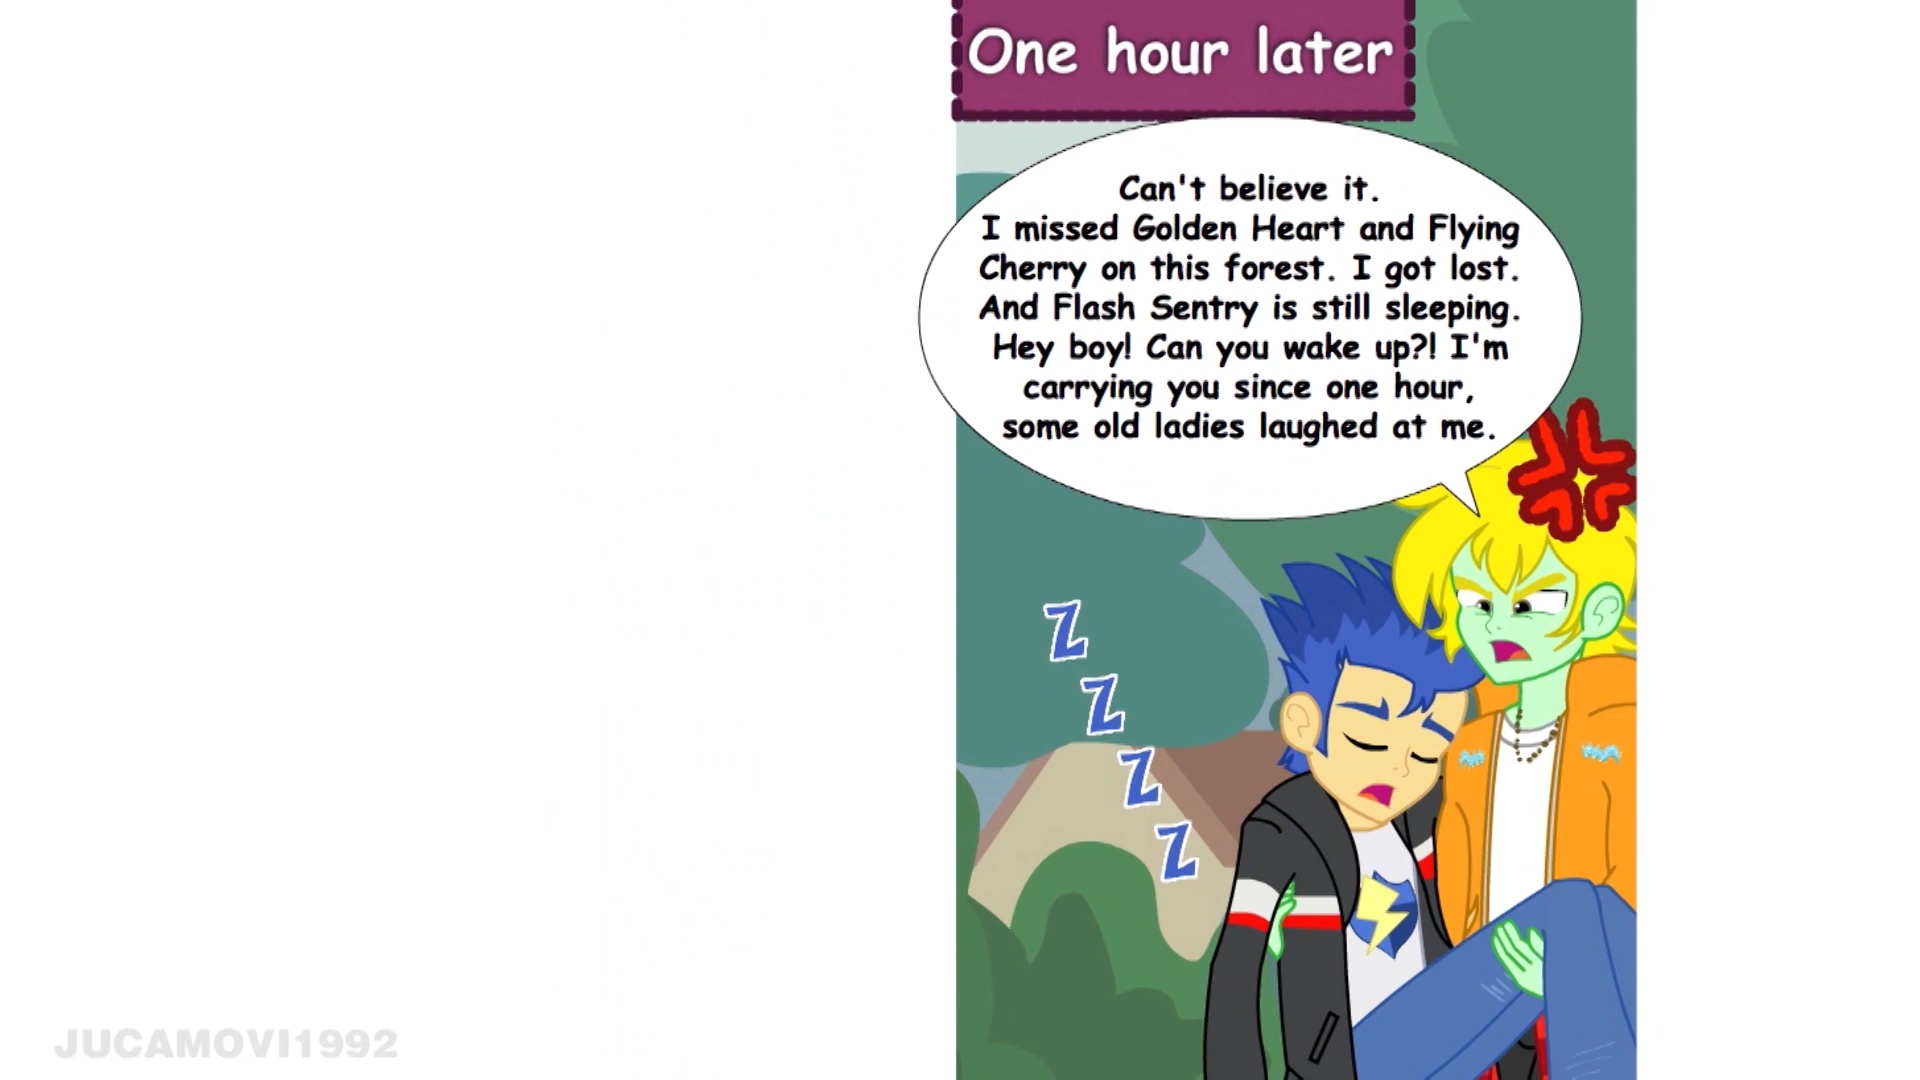 One hour later
Can't believe it.
I missed Golden Heart and Flying
Cherry on this forest. I got lost.
And Flash Sentry is still sleeping.
Hey boy! Can you wake up?! I'm
carrying you since one hour,
some old ladies laughed at me.
Z
Z
Z
Z
JUCAMOVI1992